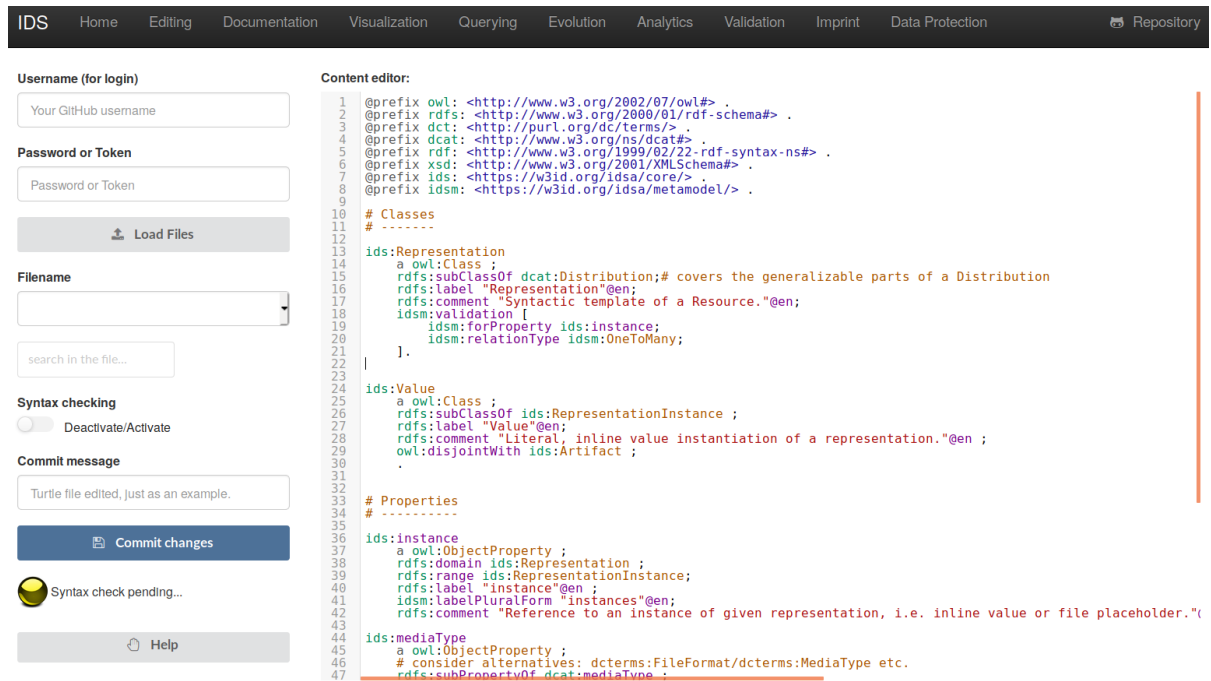 IDS Home Editing Documentation Visualization Querying Evolution Analytics Validation Imprint Data Protection Repository
Username (for login)
Your GitHub username
Password or Token
Password or Token
Load Files
Filename
search in the file...
Syntax checking
Deactivate/Activate
Commit message
Turtle file edited, just as an example.
Commit changes
Syntax check pending...
Help
Content editor:
1 @prefix owl: <http://www.w3.org/2002/07/owl#> .
2 @prefix rdfs: <http://www.w3.org/2000/01/rdf-schema#> .
3 @prefix dct: <http://purl.org/dc/terms/> .
4 @prefix dcat: <http://www.w3.org/ns/dcat#> .
5 @prefix rdf: <http://www.w3.org/1999/02/22-rdf-syntax-ns#> .
6 @prefix xsd: <http://www.w3.org/2001/XMLSchema#> .
7 @prefix ids: <https://w3id.org/idsa/core/> .
8 @prefix idsm: <https://w3id.org/idsa/metamodel/> .
9
10 # Classes
11 # -------
12
13 ids:Representation
14     a owl:Class ;
15     rdfs:subClassOf dcat:Distribution;# covers the generalizable parts of a Distribution
16     rdfs:label "Representation"@en;
17     rdfs:comment "Syntactic template of a Resource."@en;
18     idsm:validation [
19         idsm:forProperty ids:instance;
20         idsm:relationType idsm:OneToMany;
21     ].
22
23
24 ids:Value
25     a owl:Class ;
26     rdfs:subClassOf ids:RepresentationInstance ;
27     rdfs:label "Value"@en;
28     rdfs:comment "Literal, inline value instantiation of a representation."@en ;
29     owl:disjointWith ids:Artifact ;
30     .
31
32
33 # Properties
34 # ----------
35
36 ids:instance
37     a owl:ObjectProperty ;
38     rdfs:domain ids:Representation ;
39     rdfs:range ids:RepresentationInstance;
40     rdfs:label "instance"@en ;
41     idsm:labelPluralForm "instances"@en;
42     rdfs:comment "Reference to an instance of given representation, i.e. inline value or file placeholder."
43
44 ids:mediaType
45     a owl:ObjectProperty ;
46     # consider alternatives: dcterms:FileFormat/dcterms:MediaType etc.
47     rdfs:subPropertyOf dcat:mediaType ;